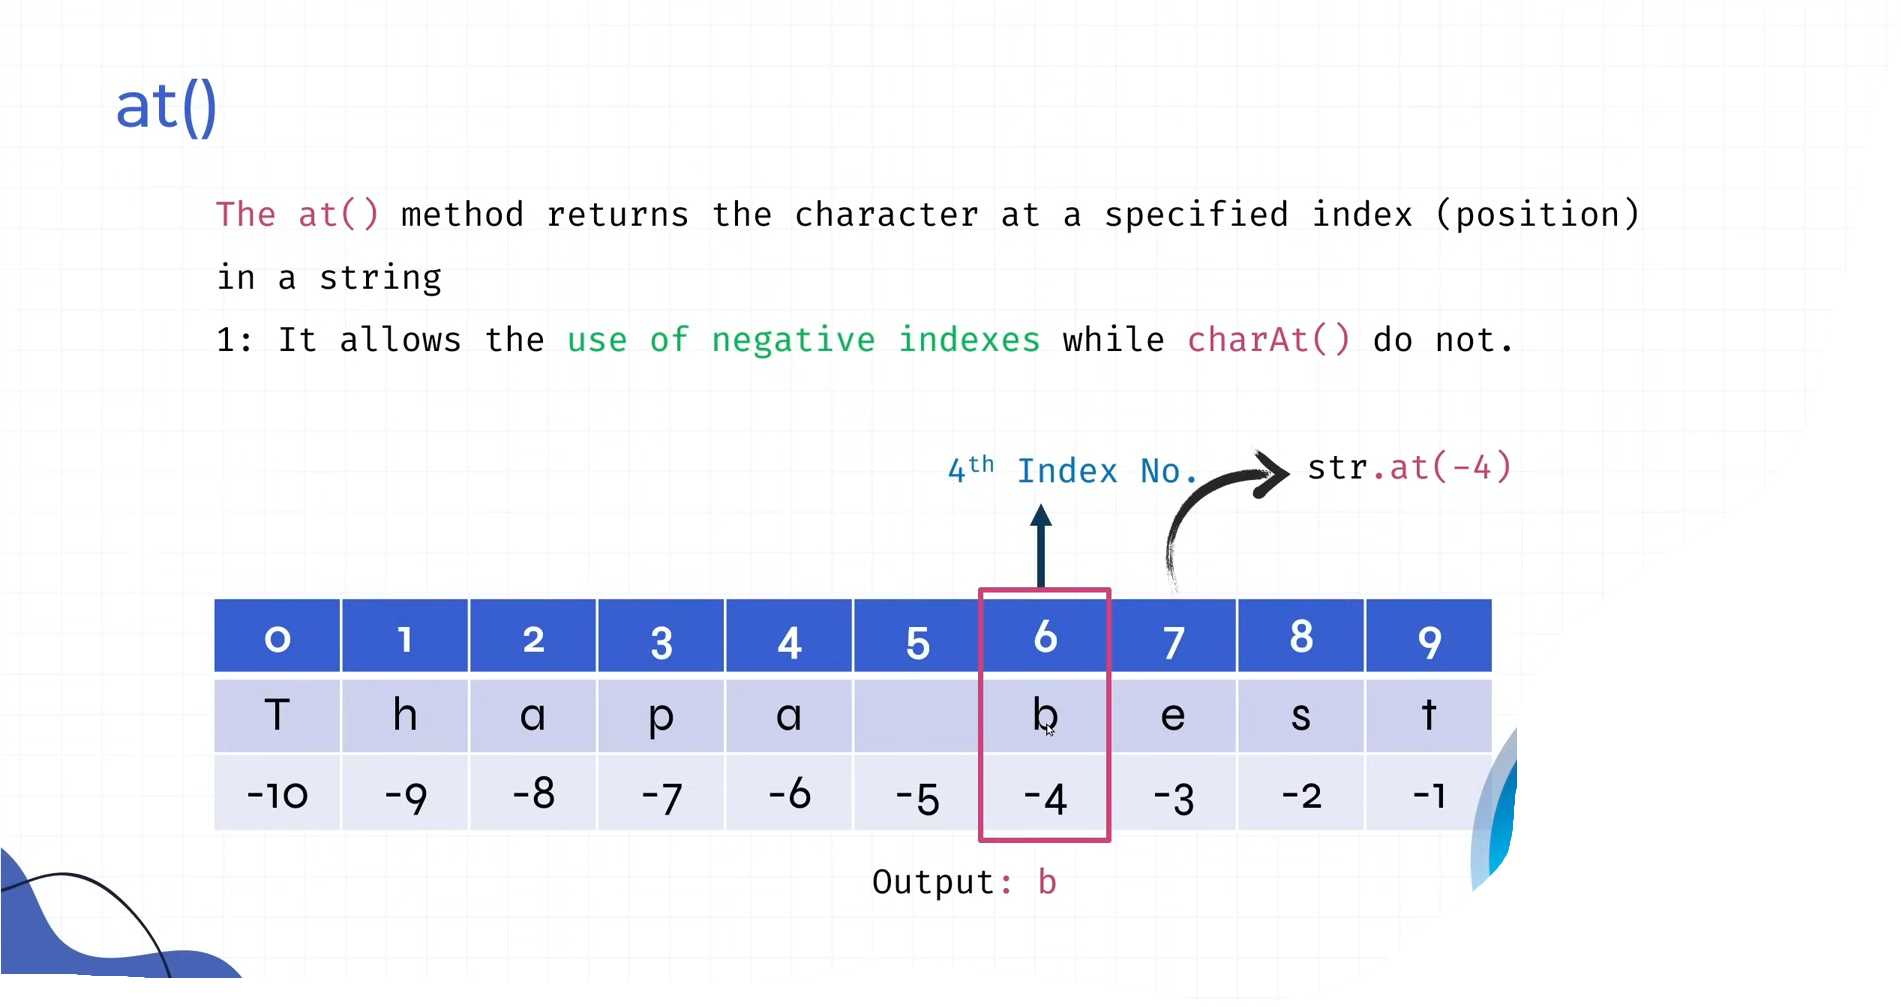 at()
The at() method returns the character at a specified index (position)
in a string
1: It allows the use of negative indexes while charAt() do not.
4th Index No.
str.at(-4)
0 1 2 3 4 5 6 7 8 9
T h a p a b e s t
-10 -9 -8 -7 -6 -5 -4 -3 -2 -1
Output: b